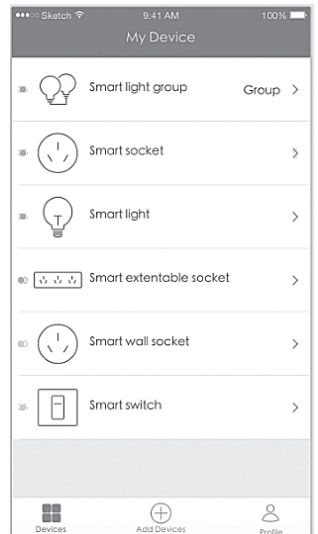 Sketch 9:41 AM 100%
My Device
Smart light group Group >
Smart socket >
Smart light >
Smart extentable socket >
Smart wall socket >
Smart switch >
Devices Add Devices Profile